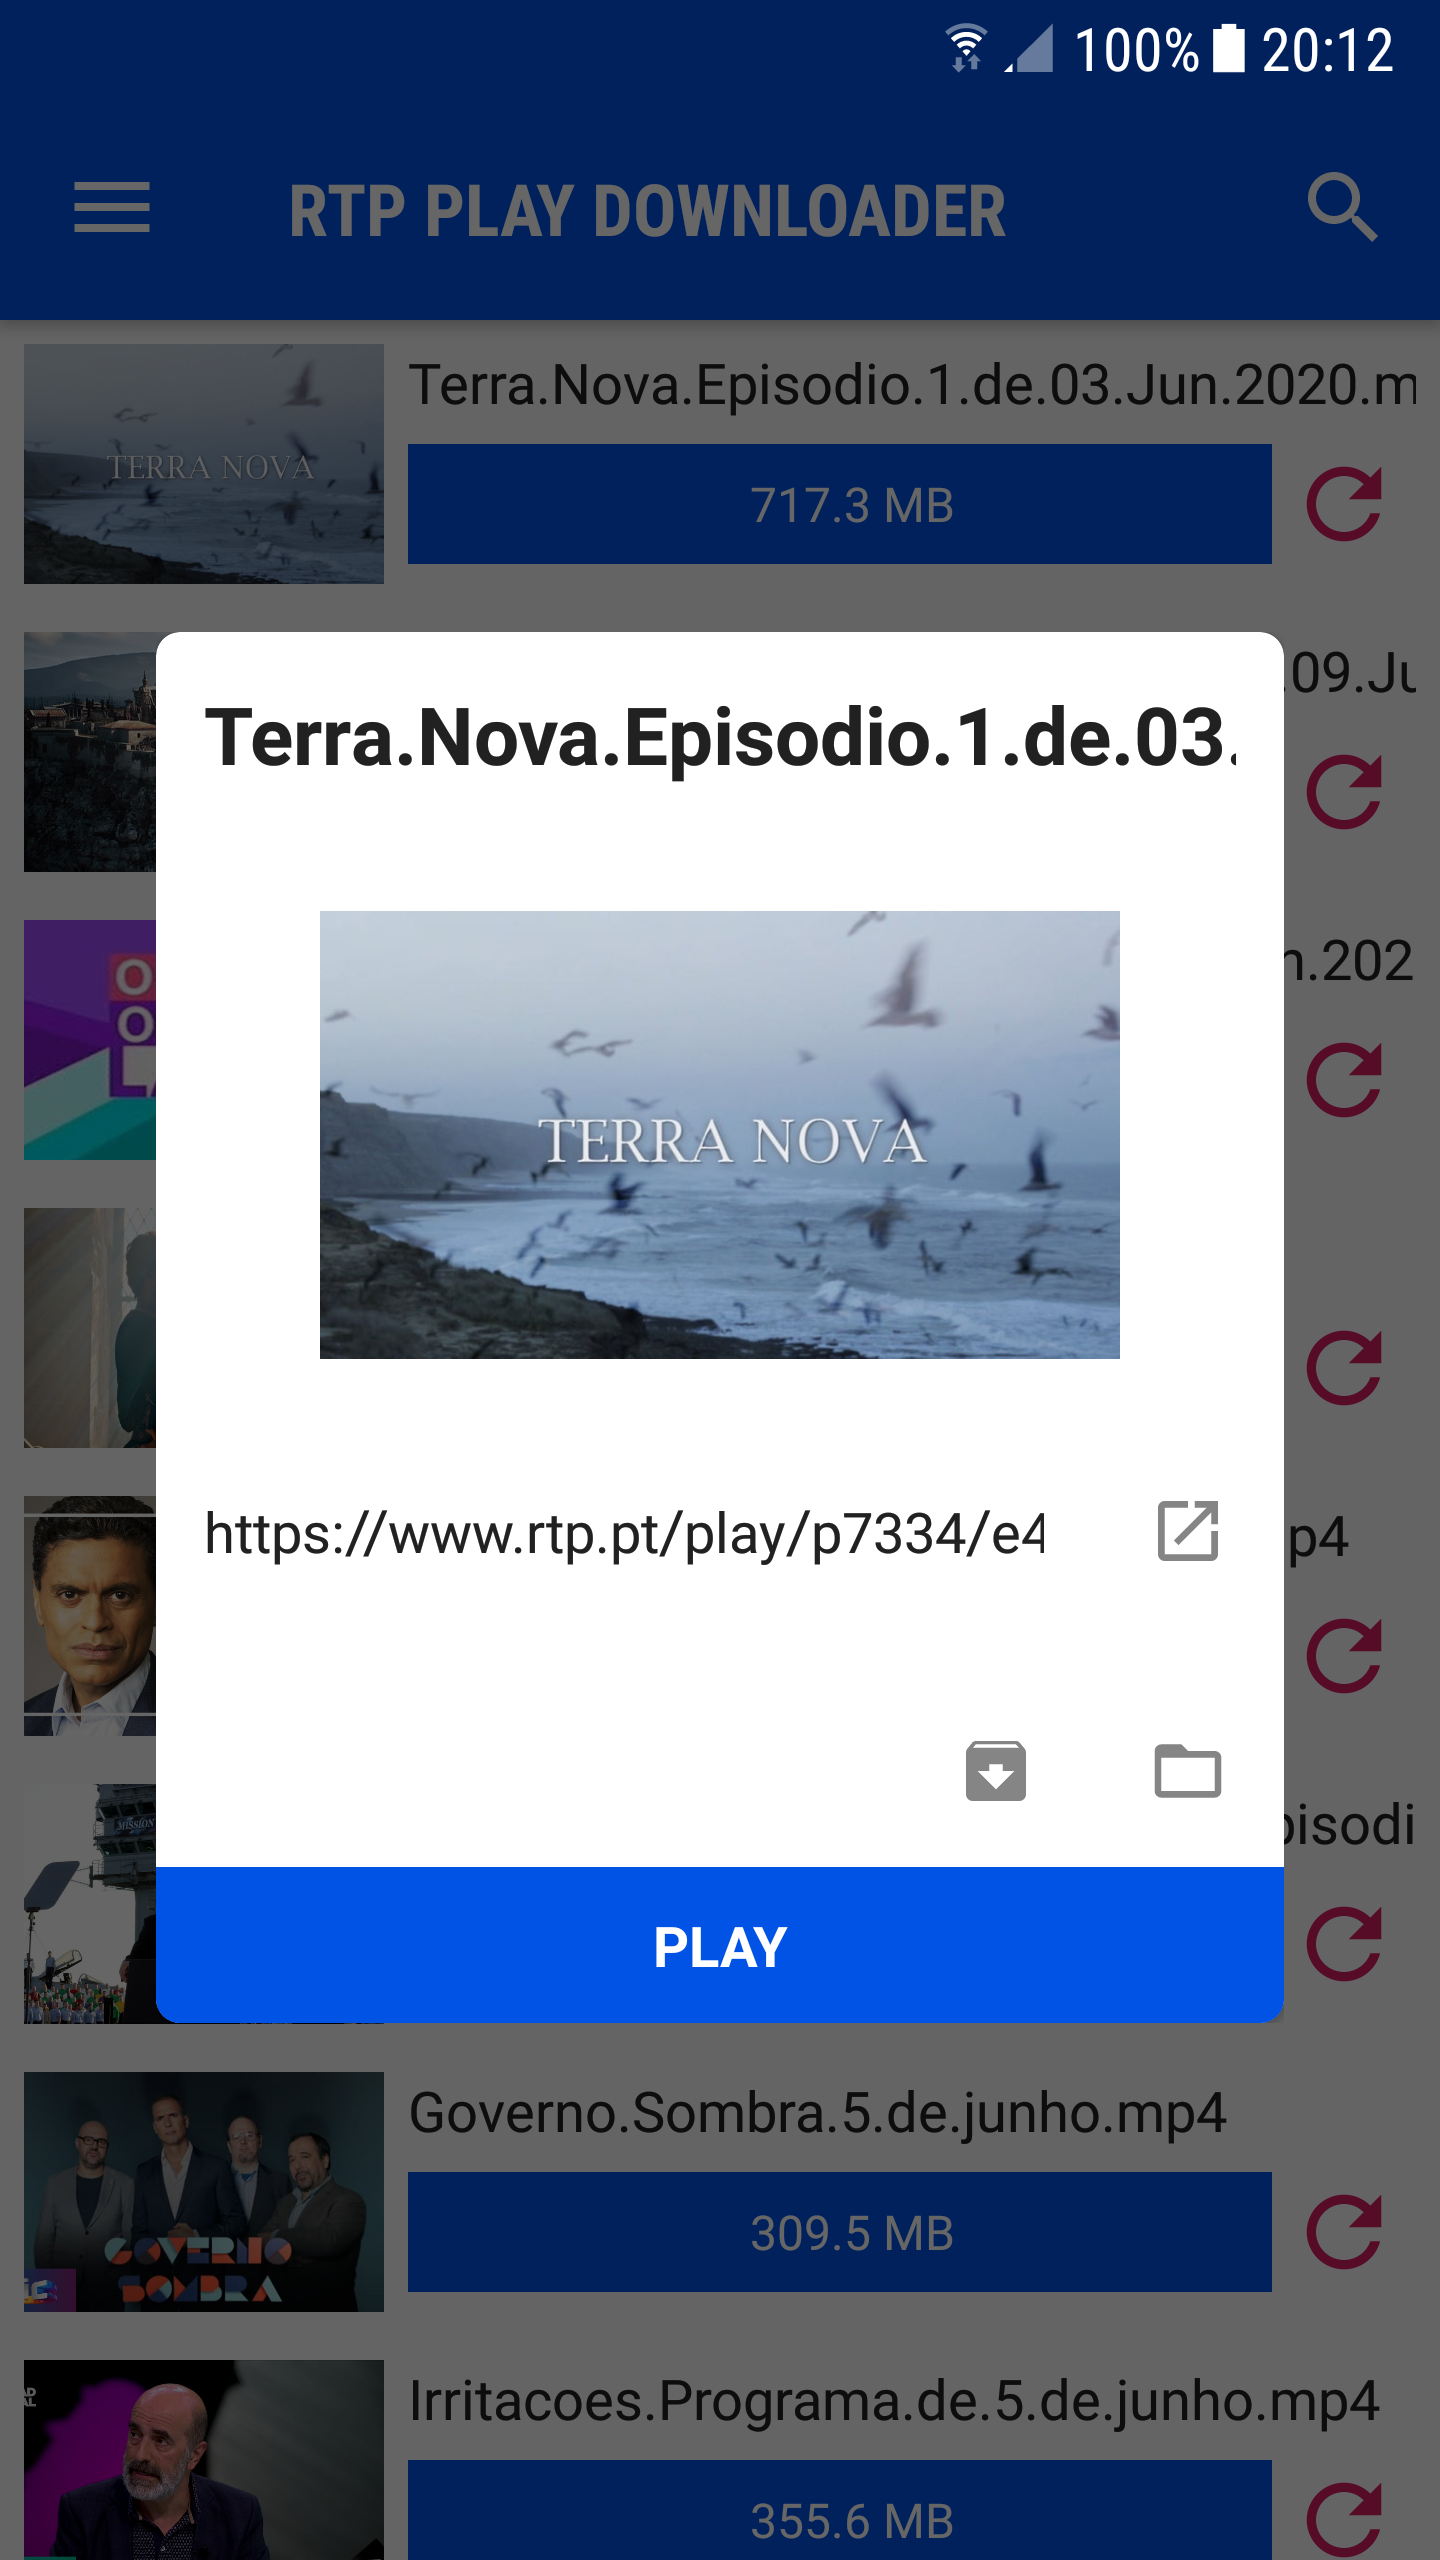 100% 20:12
RTP PLAY DOWNLOADER
Terra.Nova.Episodio.1.de.03.Jun.2020.m
TERRA NOVA
717.3 MB
.09.Ju
Terra.Nova.Episodio.1.de.03.
O
n.202
O
L
TERRA NOVA
https://www.rtp.pt/play/p7334/e4
p4
MISSION
pisodi
PLAY
Governo.Sombra.5.de.junho.mp4
309.5 MB
GOVERNO
SOMBRA
Irritacoes.Programa.de.5.de.junho.mp4
355.6 MB